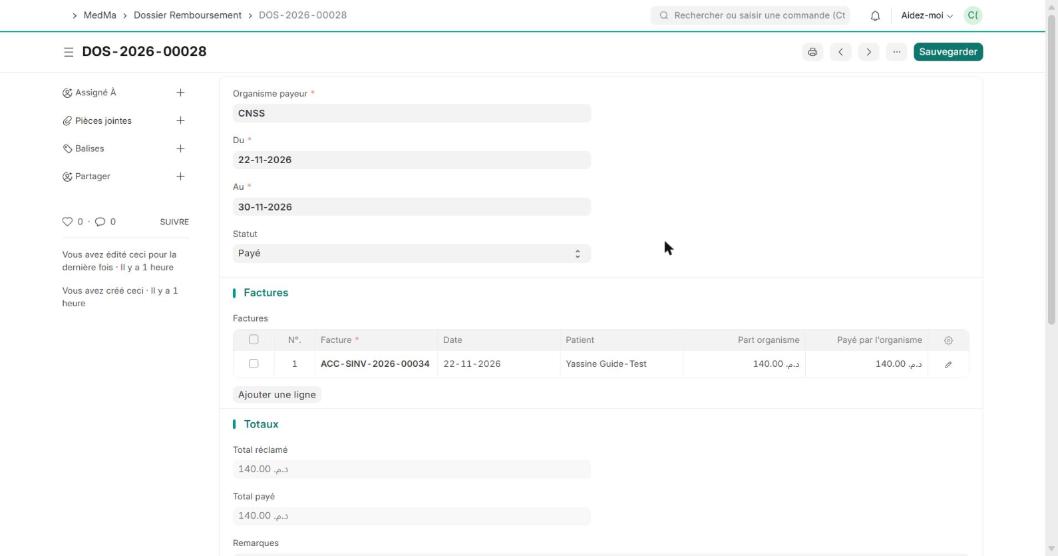 MedMa > Dossier Remboursement > DOS-2026-00028
Rechercher ou saisir une commande (Ct
Aidez-moi
C(
DOS-2026-00028
Sauvegarder
Assigné À
Pièces jointes
Balises
Partager
0 · 0 SUIVRE
Vous avez édité ceci pour la
dernière fois · Il y a 1 heure
Vous avez créé ceci · Il y a 1
heure
Organisme payeur *
CNSS
Du *
22-11-2026
Au *
30-11-2026
Statut
Payé
Factures
Factures
N°. Facture * Date Patient Part organisme Payé par l'organisme
1 ACC-SINV-2026-00034 22-11-2026 Yassine Guide-Test د.م. 140.00 د.م. 140.00
Ajouter une ligne
Totaux
Total réclamé
140.00 د.م.
Total payé
140.00 د.م.
Remarques